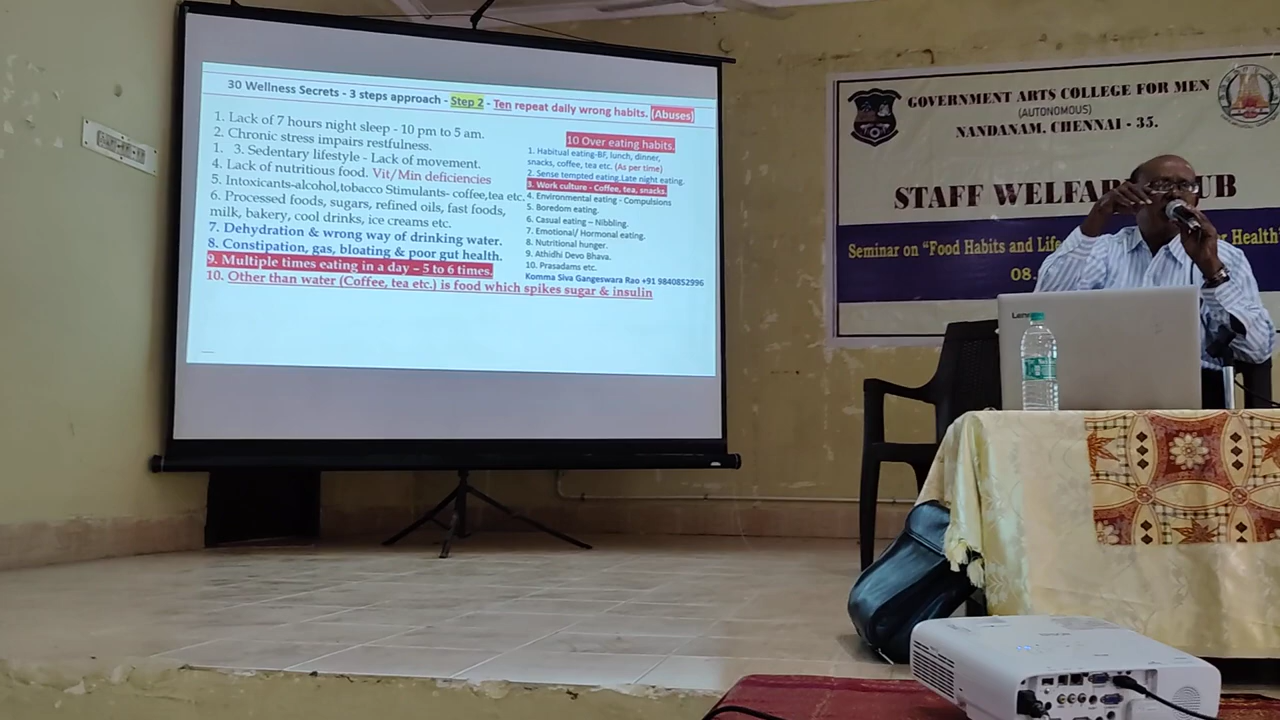 30 Wellness Secrets - 3 steps approach - Step 2 - Ten repeat daily wrong habits. (Abuses)
1. Lack of 7 hours night sleep - 10 pm to 5 am.
2. Chronic stress impairs restfulness.
1. 3. Sedentary lifestyle - Lack of movement.
4. Lack of nutritious food. Vit/Min deficiencies
5. Intoxicants-alcohol,tobacco Stimulants- coffee,tea etc.
6. Processed foods, sugars, refined oils, fast foods,
milk, bakery, cool drinks, ice creams etc.
7. Dehydration & wrong way of drinking water.
8. Constipation, gas, bloating & poor gut health.
9. Multiple times eating in a day – 5 to 6 times.
10. Other than water (Coffee, tea etc.) is food which spikes sugar & insulin
10 Over eating habits.
1. Habitual eating-BF, lunch, dinner,
snacks, coffee, tea etc. (As per time)
2. Sense tempted eating.Late night eating.
3. Work culture - Coffee, tea, snacks.
4. Environmental eating - Compulsions
5. Boredom eating.
6. Casual eating – Nibbling.
7. Emotional/ Hormonal eating.
8. Nutritional hunger.
9. Athidhi Devo Bhava.
10. Prasadams etc.
Komma Siva Gangeswara Rao +91 9840852996
GOVERNMENT ARTS COLLEGE FOR MEN
(AUTONOMOUS)
NANDANAM, CHENNAI - 35.
STAFF WELFA UB
Seminar on "Food Habits and Life Health"
08.
Leno